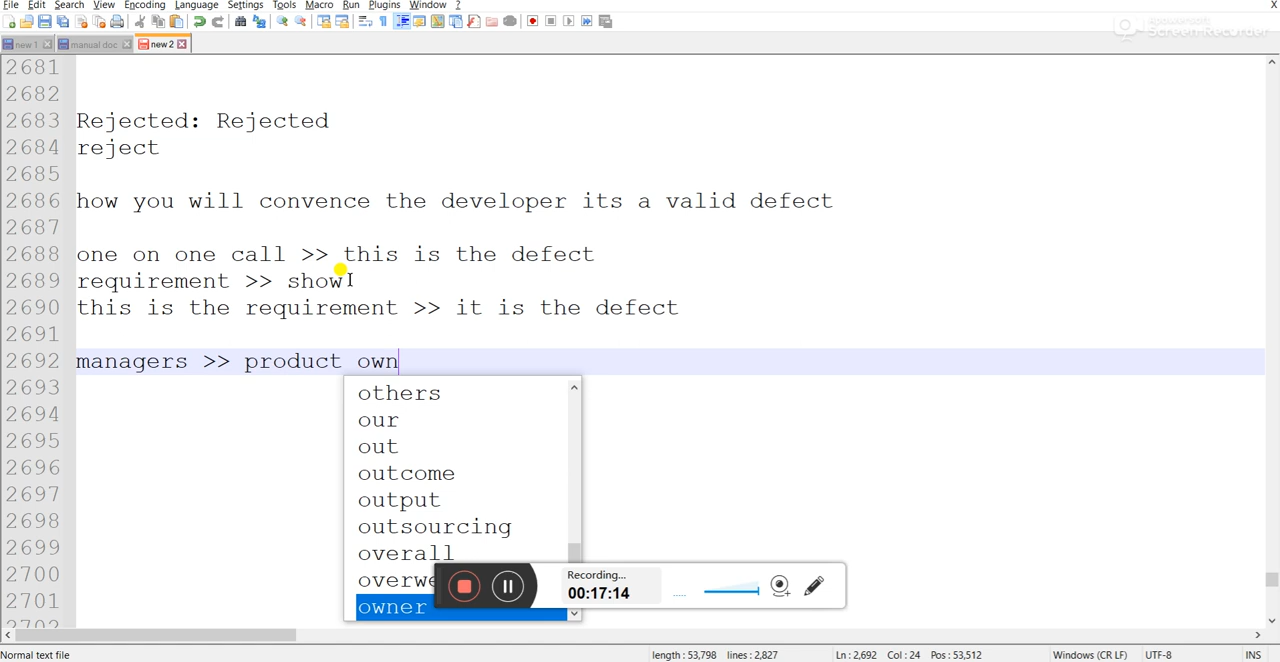 File Edit Search View Encoding Language Settings Tools Macro Run Plugins Window ? X
Apowersoft
Screen Recorder
new 1 manual doc new 2
2681
2682
2683 Rejected: Rejected
2684 reject
2685
2686 how you will convence the developer its a valid defect
2687
2688 one on one call >> this is the defect
2689 requirement >> show
2690 this is the requirement >> it is the defect
2691
2692 managers >> product own
2693
2694
2695
2696
2697
2698
2699
2700
2701
2702
others
our
out
outcome
output
outsourcing
overall
overwe
owner
Recording...
00:17:14
Normal text file length : 53,798 lines : 2,827 Ln : 2,692 Col : 24 Pos : 53,512 Windows (CR LF) UTF-8 INS